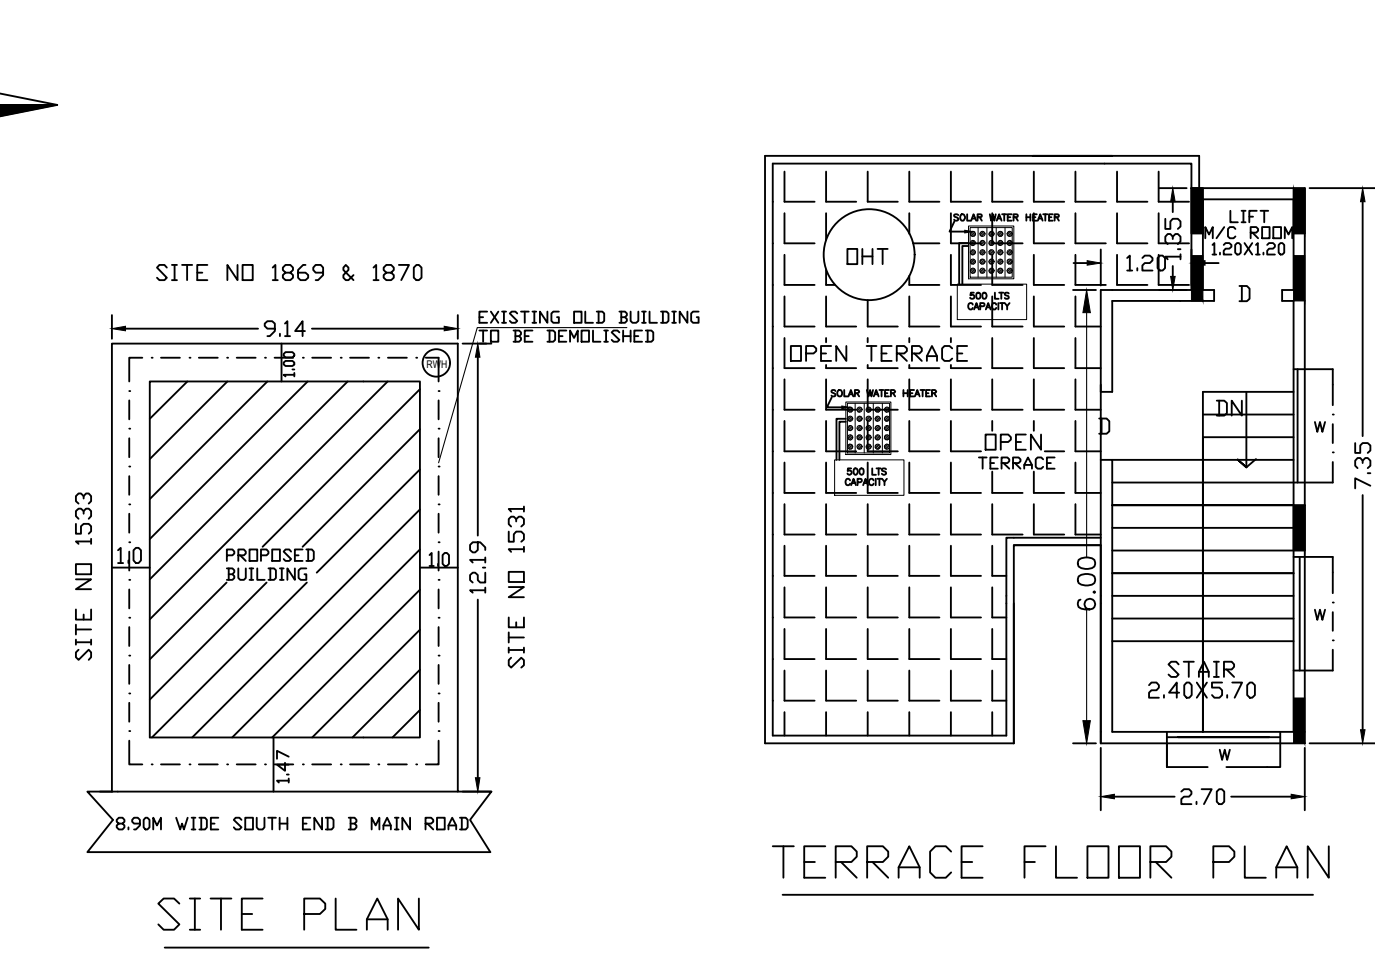 SITE NO 1869 & 1870
9.14
EXISTING OLD BUILDING
TO BE DEMOLISHED
1.00
RWH
SITE NO 1533
1.0
PROPOSED
BUILDING
1.0
12.19
SITE NO 1531
1.47
8.90M WIDE SOUTH END B MAIN ROAD
SITE PLAN
OHT
SOLAR WATER HEATER
500 LTS
CAPACITY
1.20
1.35
LIFT
M/C ROOM
1.20X1.20
D
OPEN TERRACE
SOLAR WATER HEATER
500 LTS
CAPACITY
OPEN
TERRACE
D
DN
W
7.35
6.00
W
STAIR
2.40X5.70
W
2.70
TERRACE FLOOR PLAN